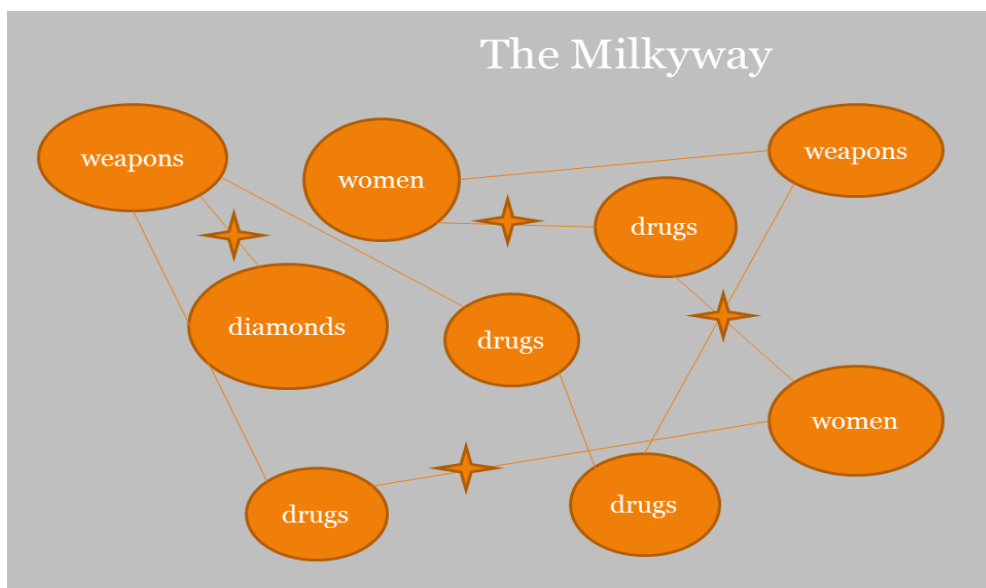 The Milkyway
weapons
women
weapons
drugs
diamonds
drugs
women
drugs
drugs